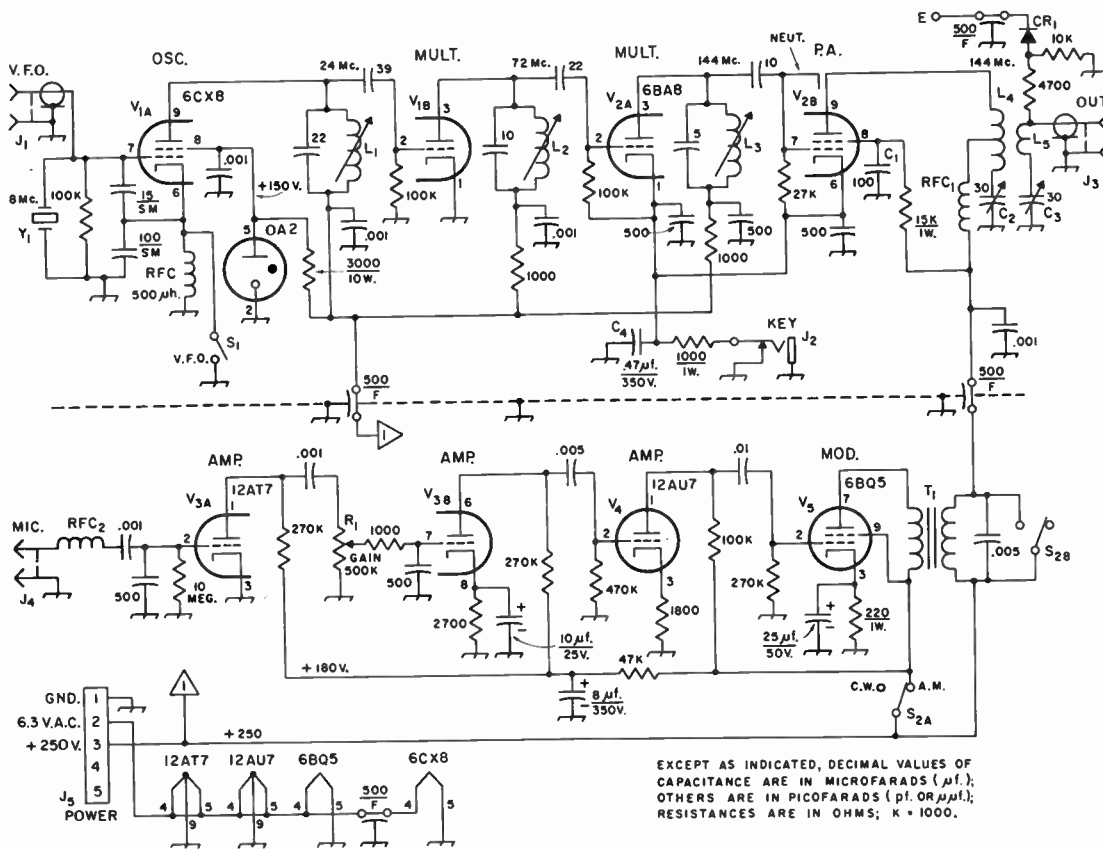 E
500
F
CR1
10K
V.F.O.
J1
OSC.
24 Mc.
39
MULT.
72 Mc.
22
MULT.
144 Mc.
10
NEUT.
P.A.
144 Mc.
4700
OUT
J3
V1A
6CX8
9
8
7
6
.001
22
L1
V1B
3
2
1
10
L2
V2A
6BA8
3
2
1
5
L3
V2B
9
8
7
6
C1
100
L4
L5
RFC1
30
C2
30
C3
8 Mc.
Y1
100K
15
SM
100
SM
RFC
500 µh.
+150V.
5
OA2
2
3000
10W.
.001
100K
.001
1000
100K
500
500
1000
27K
500
15K
1W.
S1
V.F.O.
C4
.47 µf.
350V.
1000
1W.
KEY
J2
.001
500
F
1
500
F
AMP.
V3A
12AT7
1
2
3
.001
AMP.
V3B
6
7
8
.005
AMP.
12AU7
V4
1
2
3
.01
MOD.
6BQ5
V5
7
9
2
3
T1
.005
S2B
MIC.
RFC2
.001
J4
500
10
MEG.
270K
R1
GAIN
500K
1000
500
2700
10 µf.
25V.
270K
470K
1800
100K
270K
25 µf.
50V.
220
1W.
+180V.
47K
8 µf.
350V.
C.W.
A.M.
S2A
GND. 1
6.3 V.A.C. 2
+250V. 3
4
5
J5
POWER
1
+250
12AT7
4
5
9
12AU7
4
5
9
6BQ5
4
5
500
F
6CX8
4
5
EXCEPT AS INDICATED, DECIMAL VALUES OF
CAPACITANCE ARE IN MICROFARADS (µf.);
OTHERS ARE IN PICOFARADS (pf. OR µµf.);
RESISTANCES ARE IN OHMS; K = 1000.